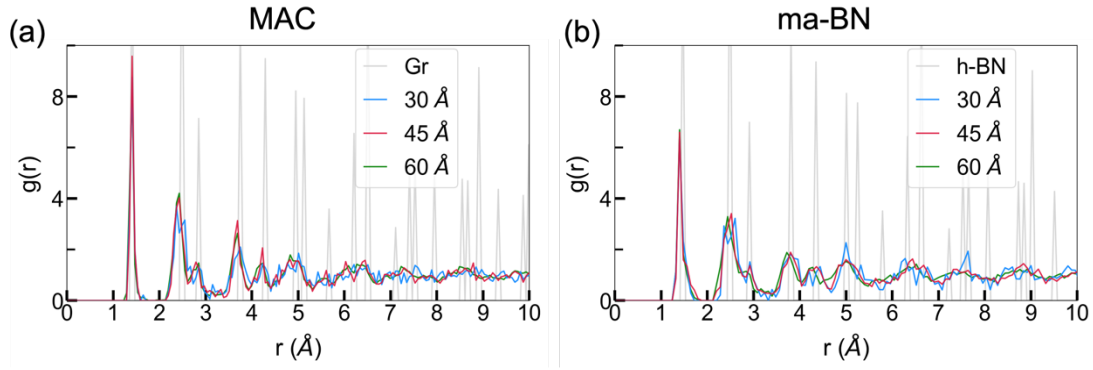 MAC
(a)
Gr
30 Å
45 Å
60 Å
g(r)
8
4
0
0 1 2 3 4 5 6 7 8 9 10
r (Å)
ma-BN
(b)
h-BN
30 Å
45 Å
60 Å
g(r)
8
4
0
0 1 2 3 4 5 6 7 8 9 10
r (Å)